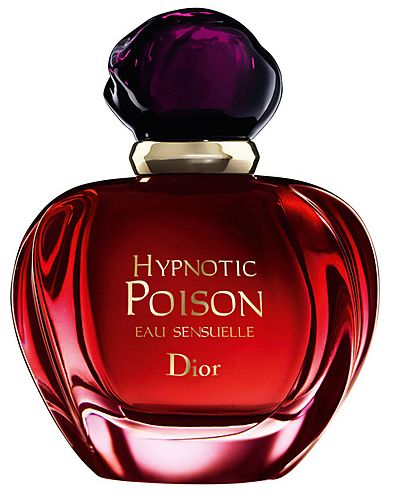 HYPNOTIC
POISON
EAU SENSUELLE
Dior